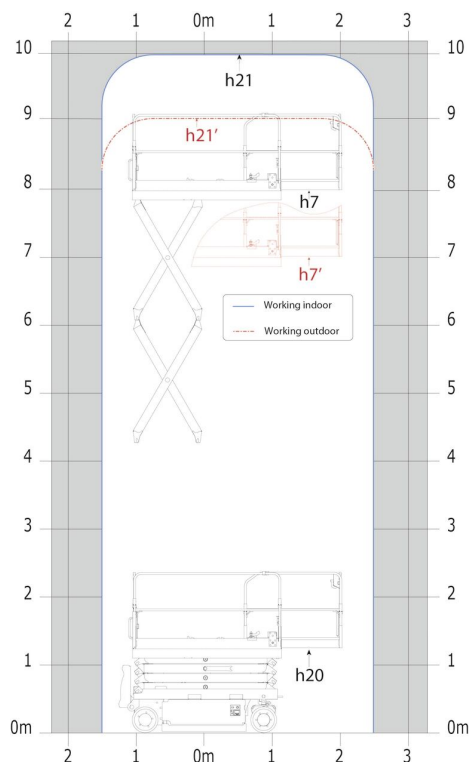 2 1 0m 1 2 3
10 10
h21
9 9
h21’
8 8
h7
7 7
h7’
Working indoor
6 6
Working outdoor
5 5
4 4
3 3
2 2
1 1
h20
0m 0m
2 1 0m 1 2 3